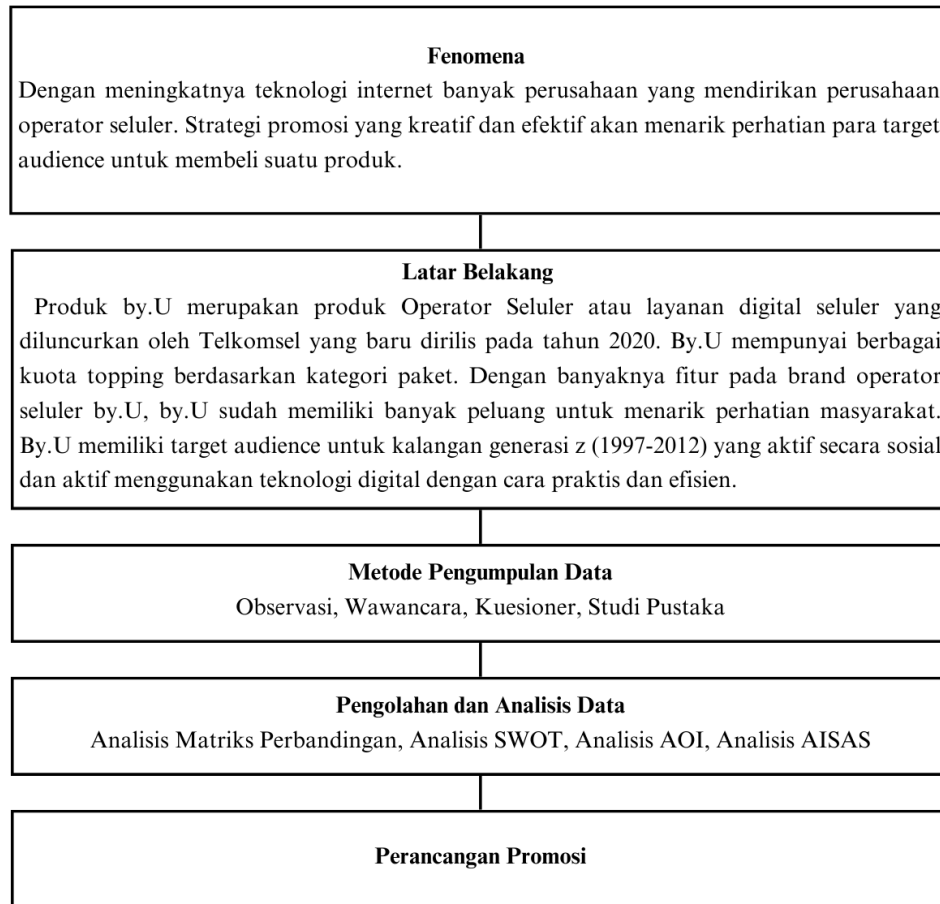 Fenomena
Dengan meningkatnya teknologi internet banyak perusahaan yang mendirikan perusahaan
operator seluler. Strategi promosi yang kreatif dan efektif akan menarik perhatian para target
audience untuk membeli suatu produk.
Latar Belakang
Produk by.U merupakan produk Operator Seluler atau layanan digital seluler yang
diluncurkan oleh Telkomsel yang baru dirilis pada tahun 2020. By.U mempunyai berbagai
kuota topping berdasarkan kategori paket. Dengan banyaknya fitur pada brand operator
seluler by.U, by.U sudah memiliki banyak peluang untuk menarik perhatian masyarakat.
By.U memiliki target audience untuk kalangan generasi z (1997-2012) yang aktif secara sosial
dan aktif menggunakan teknologi digital dengan cara praktis dan efisien.
Metode Pengumpulan Data
Observasi, Wawancara, Kuesioner, Studi Pustaka
Pengolahan dan Analisis Data
Analisis Matriks Perbandingan, Analisis SWOT, Analisis AOI, Analisis AISAS
Perancangan Promosi